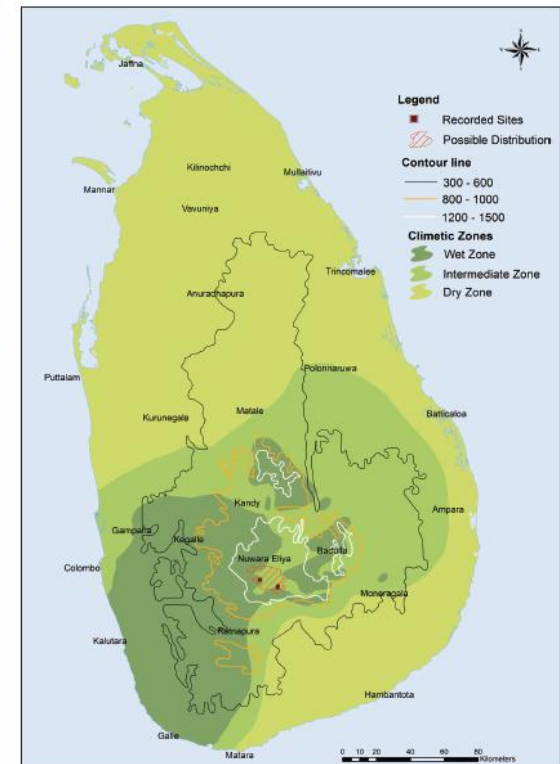 Jaffna
Legend
Recorded Sites
Possible Distribution
Contour line
300 - 600
800 - 1000
1200 - 1500
Climetic Zones
Wet Zone
Intermediate Zone
Dry Zone
Kilinochchi
Mullaitivu
Mannar
Vavuniya
Trincomalee
Anuradhapura
Polonnaruwa
Puttalam
Kurunegala
Matale
Batticaloa
Kandy
Ampara
Gampaha
Kegalle
Nuwara Eliya
Badulla
Colombo
Moneragala
Ratnapura
Kalutara
Hambantota
Galle
Matara
0 10 20 40 60 80
Kilometers